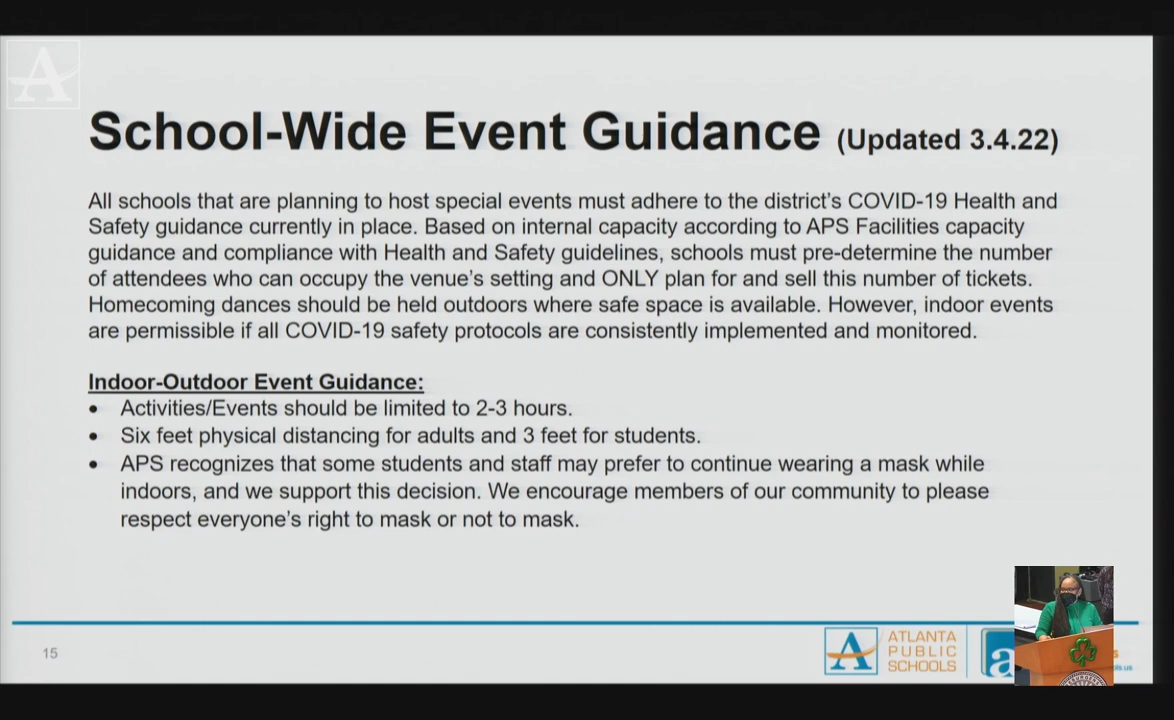 A
School-Wide Event Guidance (Updated 3.4.22)
All schools that are planning to host special events must adhere to the district's COVID-19 Health and
Safety guidance currently in place. Based on internal capacity according to APS Facilities capacity
guidance and compliance with Health and Safety guidelines, schools must pre-determine the number
of attendees who can occupy the venue's setting and ONLY plan for and sell this number of tickets.
Homecoming dances should be held outdoors where safe space is available. However, indoor events
are permissible if all COVID-19 safety protocols are consistently implemented and monitored.
Indoor-Outdoor Event Guidance:
• Activities/Events should be limited to 2-3 hours.
• Six feet physical distancing for adults and 3 feet for students.
• APS recognizes that some students and staff may prefer to continue wearing a mask while
indoors, and we support this decision. We encourage members of our community to please
respect everyone's right to mask or not to mask.
15
A
ATLANTA
PUBLIC
SCHOOLS
a